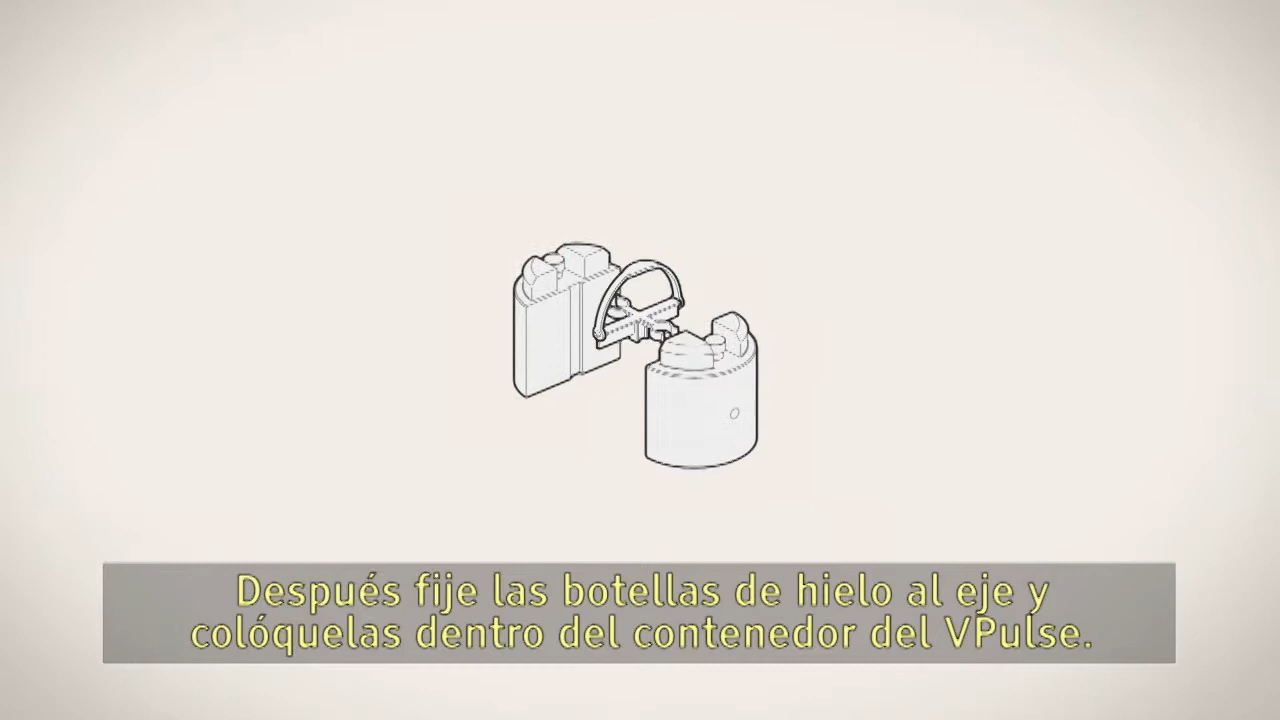 Después fije las botellas de hielo al eje y
colóquelas dentro del contenedor del VPulse.